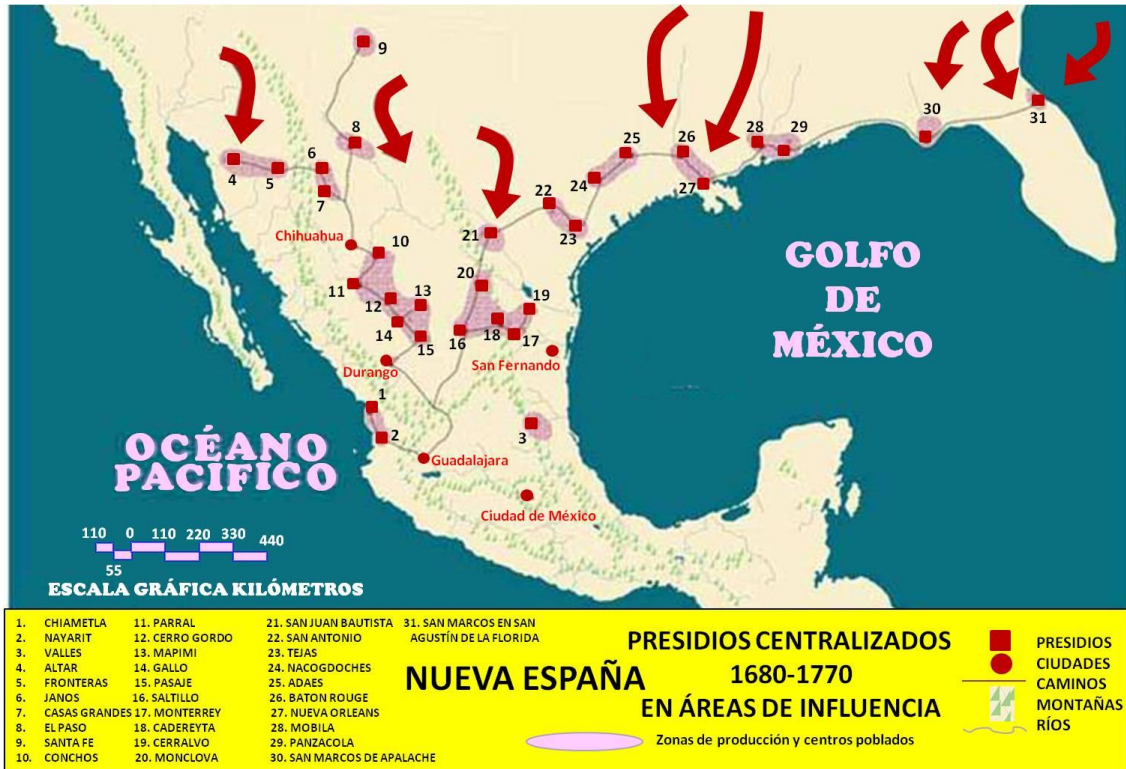 9
30
31
8
25
26
28
29
4
5
6
7
24
27
22
23
21
Chihuahua
10
GOLFO
DE
MÉXICO
20
11
13
12
19
14
18
17
15
16
San Fernando
Durango
1
2
3
OCÉANO
PACÍFICO
Guadalajara
Ciudad de México
110 0 110 220 330 440
55
ESCALA GRÁFICA KILÓMETROS
1. CHIAMETLA
2. NAYARIT
3. VALLES
4. ALTAR
5. FRONTERAS
6. JANOS
7. CASAS GRANDES
8. EL PASO
9. SANTA FE
10. CONCHOS
11. PARRAL
12. CERRO GORDO
13. MAPIMI
14. GALLO
15. PASAJE
16. SALTILLO
17. MONTERREY
18. CADEREYTA
19. CERRALVO
20. MONCLOVA
21. SAN JUAN BAUTISTA
22. SAN ANTONIO
23. TEJAS
24. NACOGDOCHES
25. ADAES
26. BATON ROUGE
27. NUEVA ORLEANS
28. MOBILA
29. PANZACOLA
30. SAN MARCOS DE APALACHE
31. SAN MARCOS EN SAN
AGUSTÍN DE LA FLORIDA
NUEVA ESPAÑA
PRESIDIOS CENTRALIZADOS
1680-1770
EN ÁREAS DE INFLUENCIA
Zonas de producción y centros poblados
PRESIDIOS
CIUDADES
CAMINOS
MONTAÑAS
RÍOS